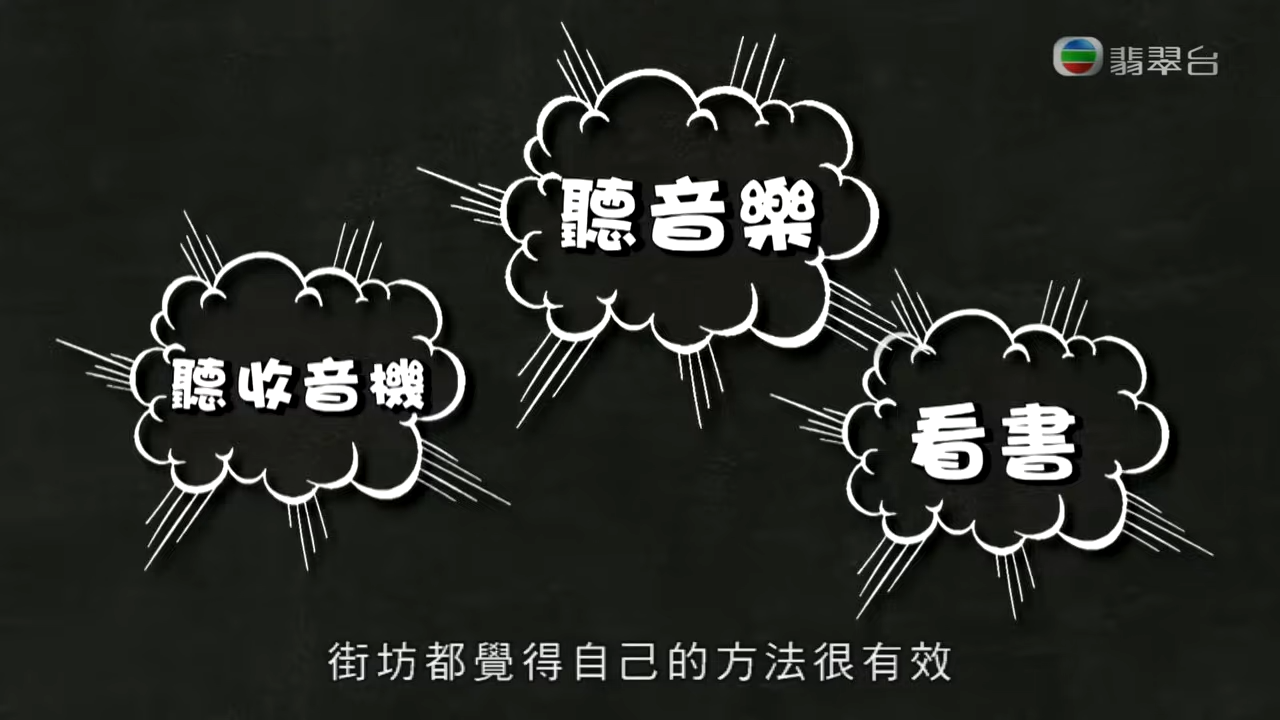 翡翠台
聽音樂
聽收音機
看書
街坊都覺得自己的方法很有效